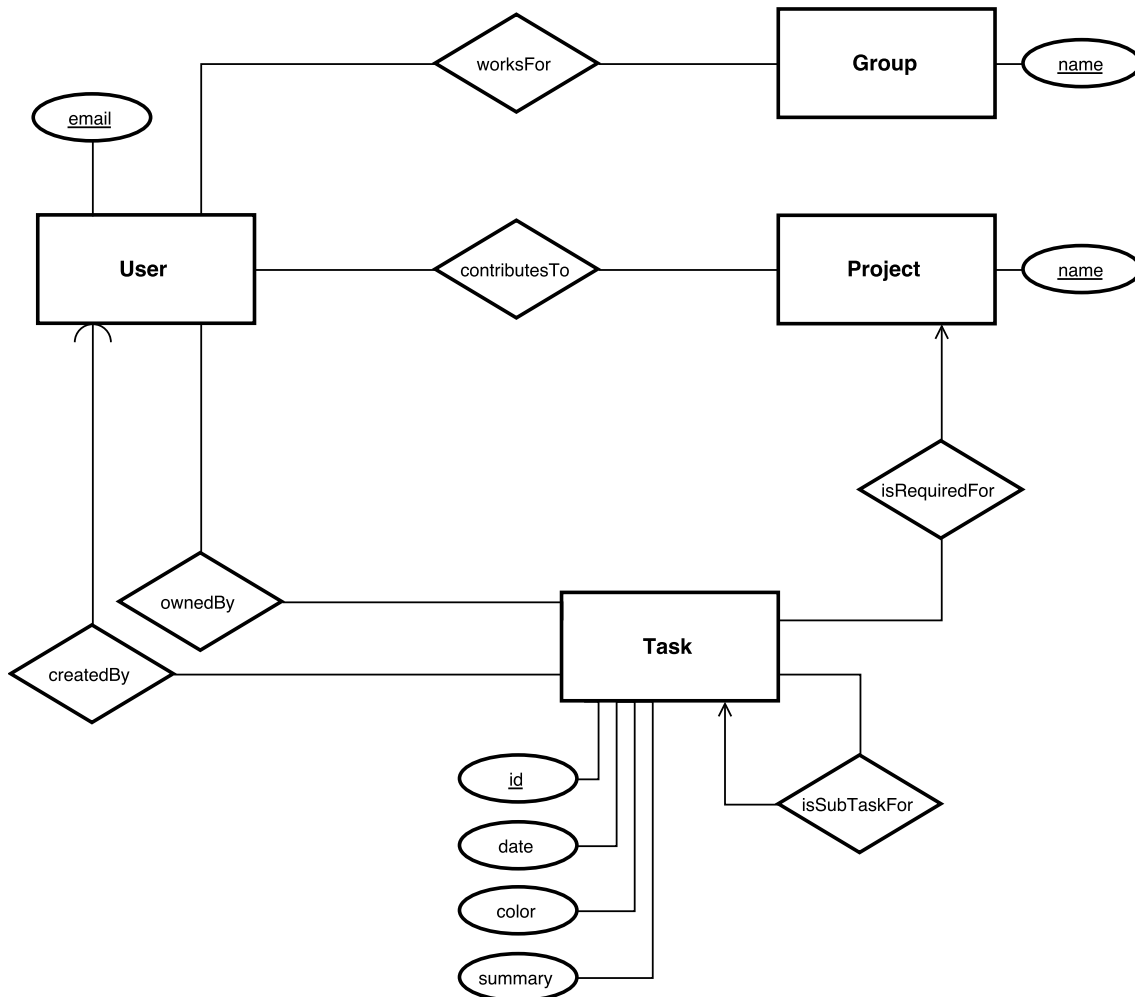 worksFor
Group
name
email
User
contributesTo
Project
name
isRequiredFor
ownedBy
Task
createdBy
id
isSubTaskFor
date
color
summary